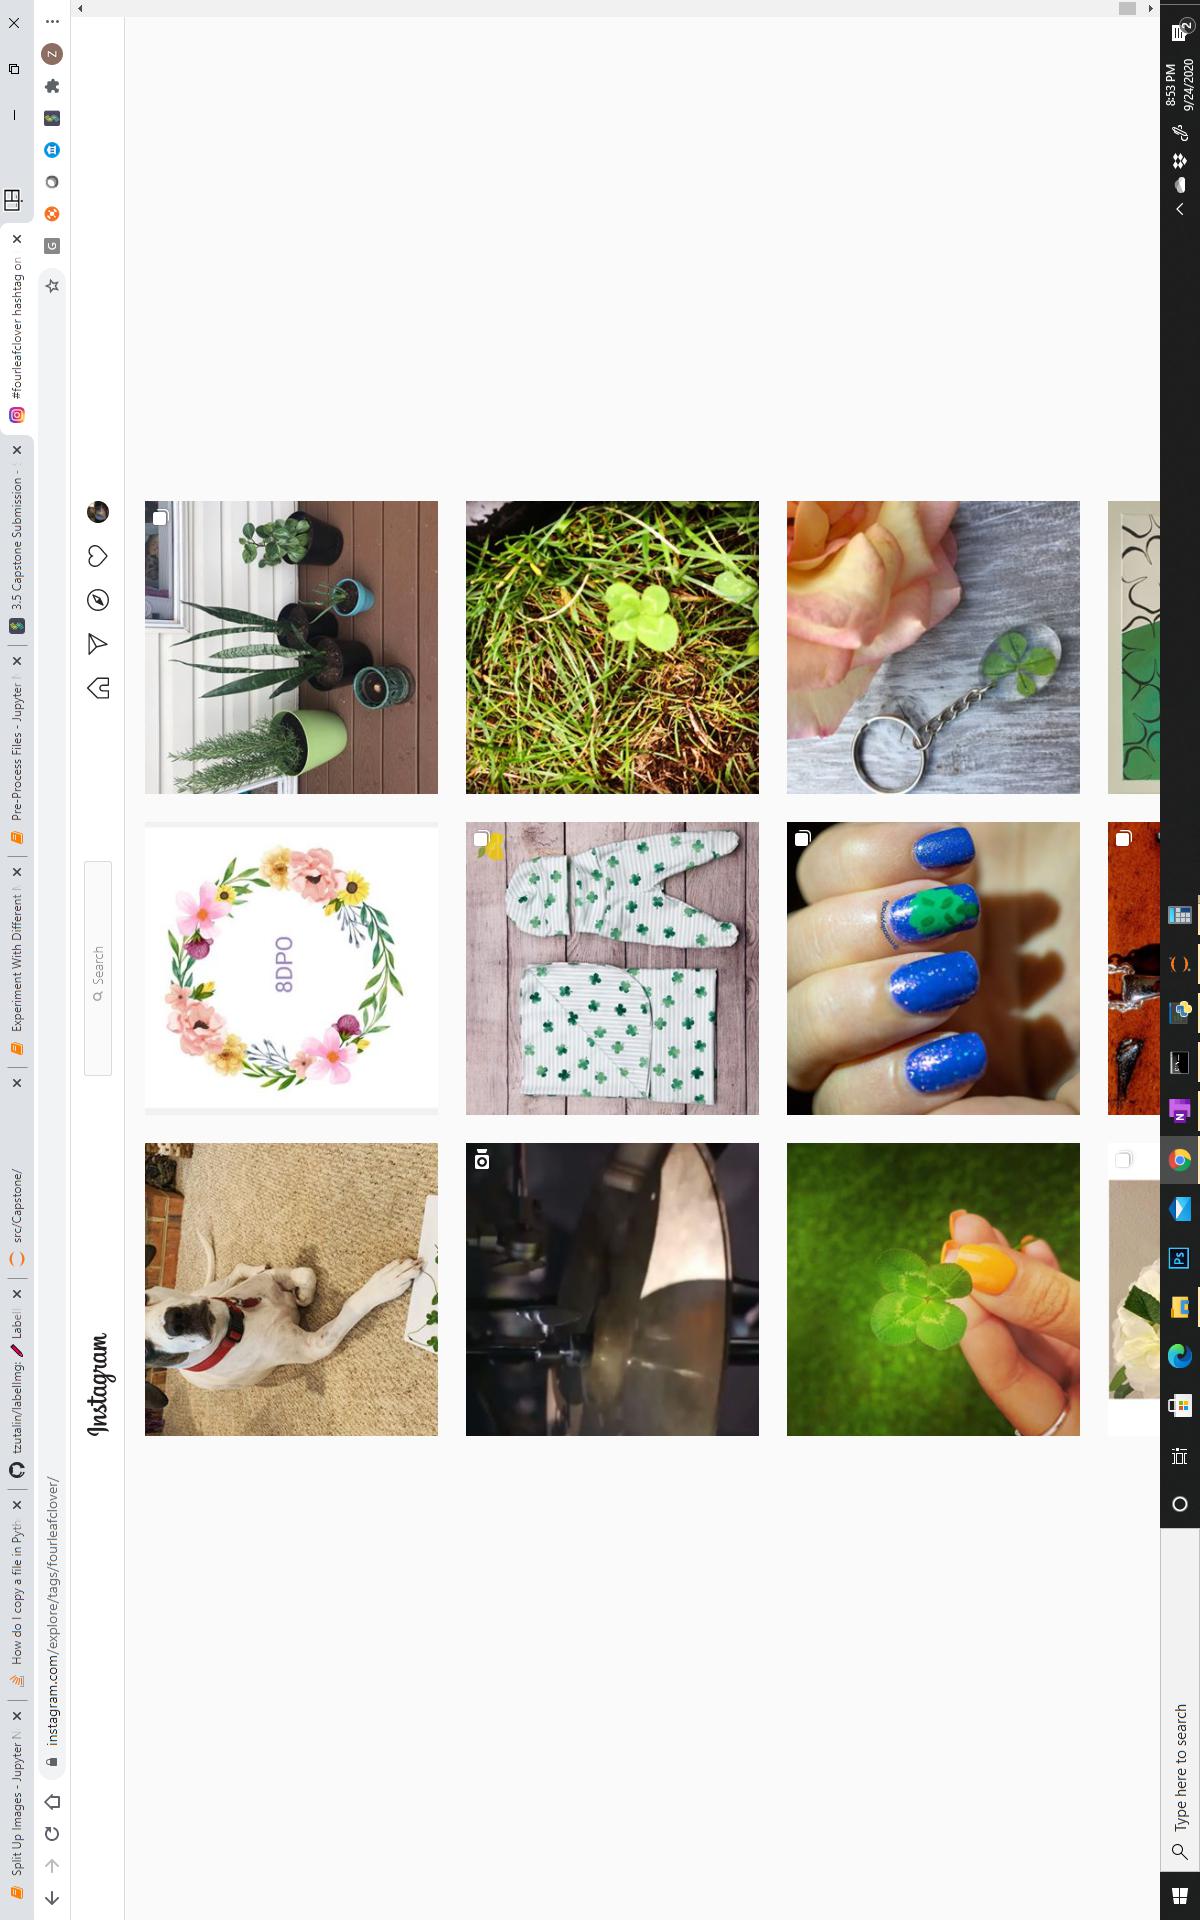 Split Up Images - Jupyter N
How do I copy a file in Pyth
tzutalin/labelImg: Label
src/Capstone/
Experiment With Different
Pre-Process Files - Jupyter
3.5 Capstone Submission -
#fourleafclover hashtag on
instagram.com/explore/tags/fourleafclover/
G
Z
Instagram
Search
8DPO
Type here to search
Ps
N
8:53 PM
9/24/2020
2